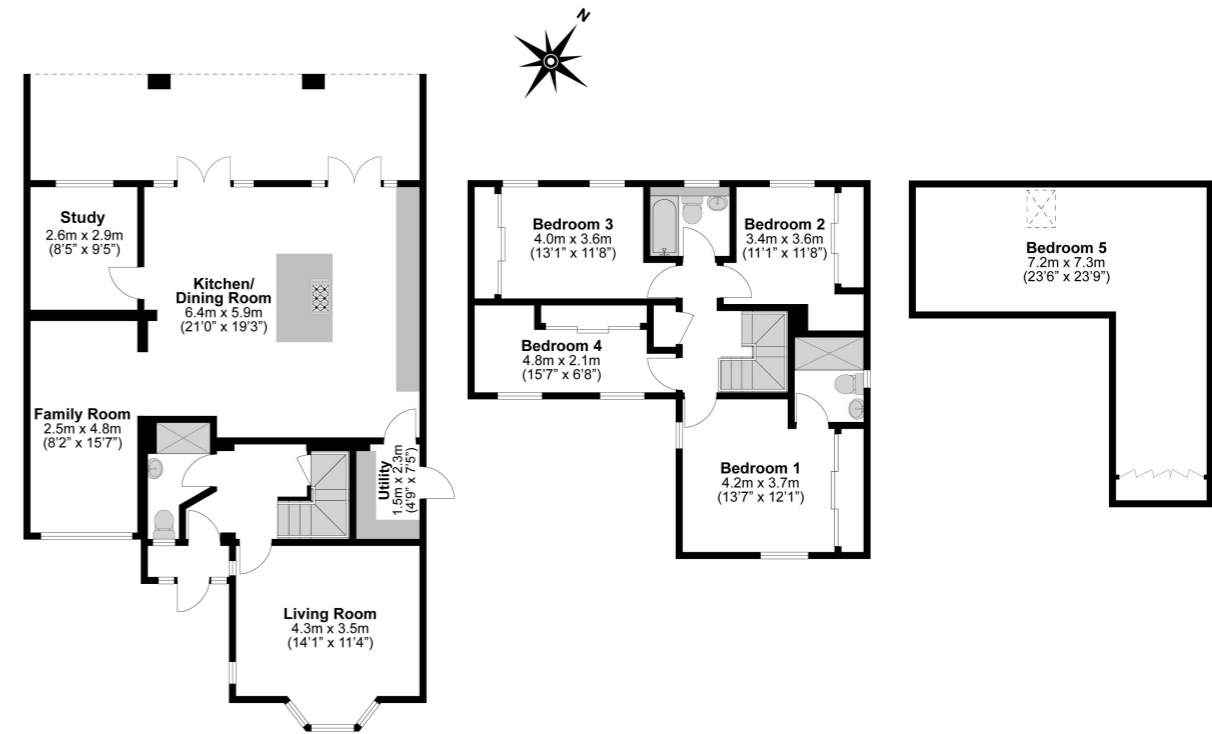 N
Study
2.6m x 2.9m
(8'5" x 9'5")
Kitchen/
Dining Room
6.4m x 5.9m
(21'0" x 19'3")
Family Room
2.5m x 4.8m
(8'2" x 15'7")
Utility
1.5m x 2.3m
(4'9" x 7'5")
Living Room
4.3m x 3.5m
(14'1" x 11'4")
Bedroom 3
4.0m x 3.6m
(13'1" x 11'8")
Bedroom 2
3.4m x 3.6m
(11'1" x 11'8")
Bedroom 4
4.8m x 2.1m
(15'7" x 6'8")
Bedroom 1
4.2m x 3.7m
(13'7" x 12'1")
Bedroom 5
7.2m x 7.3m
(23'6" x 23'9")